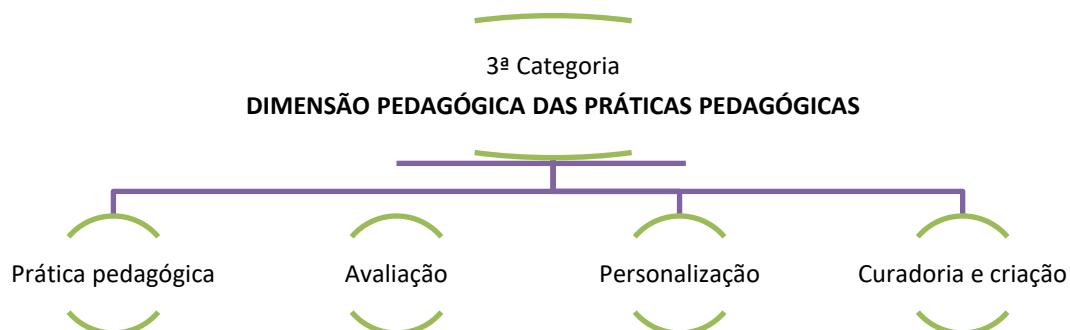 3ª Categoria
DIMENSÃO PEDAGÓGICA DAS PRÁTICAS PEDAGÓGICAS
Prática pedagógica
Avaliação
Personalização
Curadoria e criação